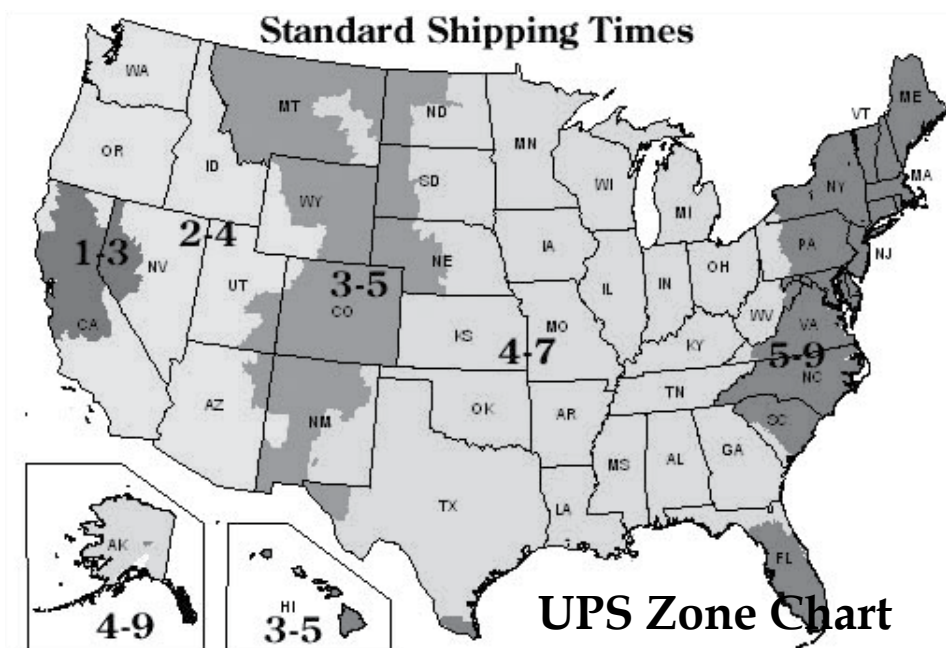 Standard Shipping Times
WA
MT
ND
MN
VT
ME
OR
ID
SD
WI
MI
NY
MA
WY
1-3
2-4
NV
UT
3-5
CO
NE
IA
IL
IN
OH
PA
NJ
CA
KS
4-7
MO
KY
WV
VA
5-9
NC
AZ
NM
OK
AR
TN
SC
TX
LA
MS
AL
GA
FL
AK
4-9
HI
3-5
UPS Zone Chart